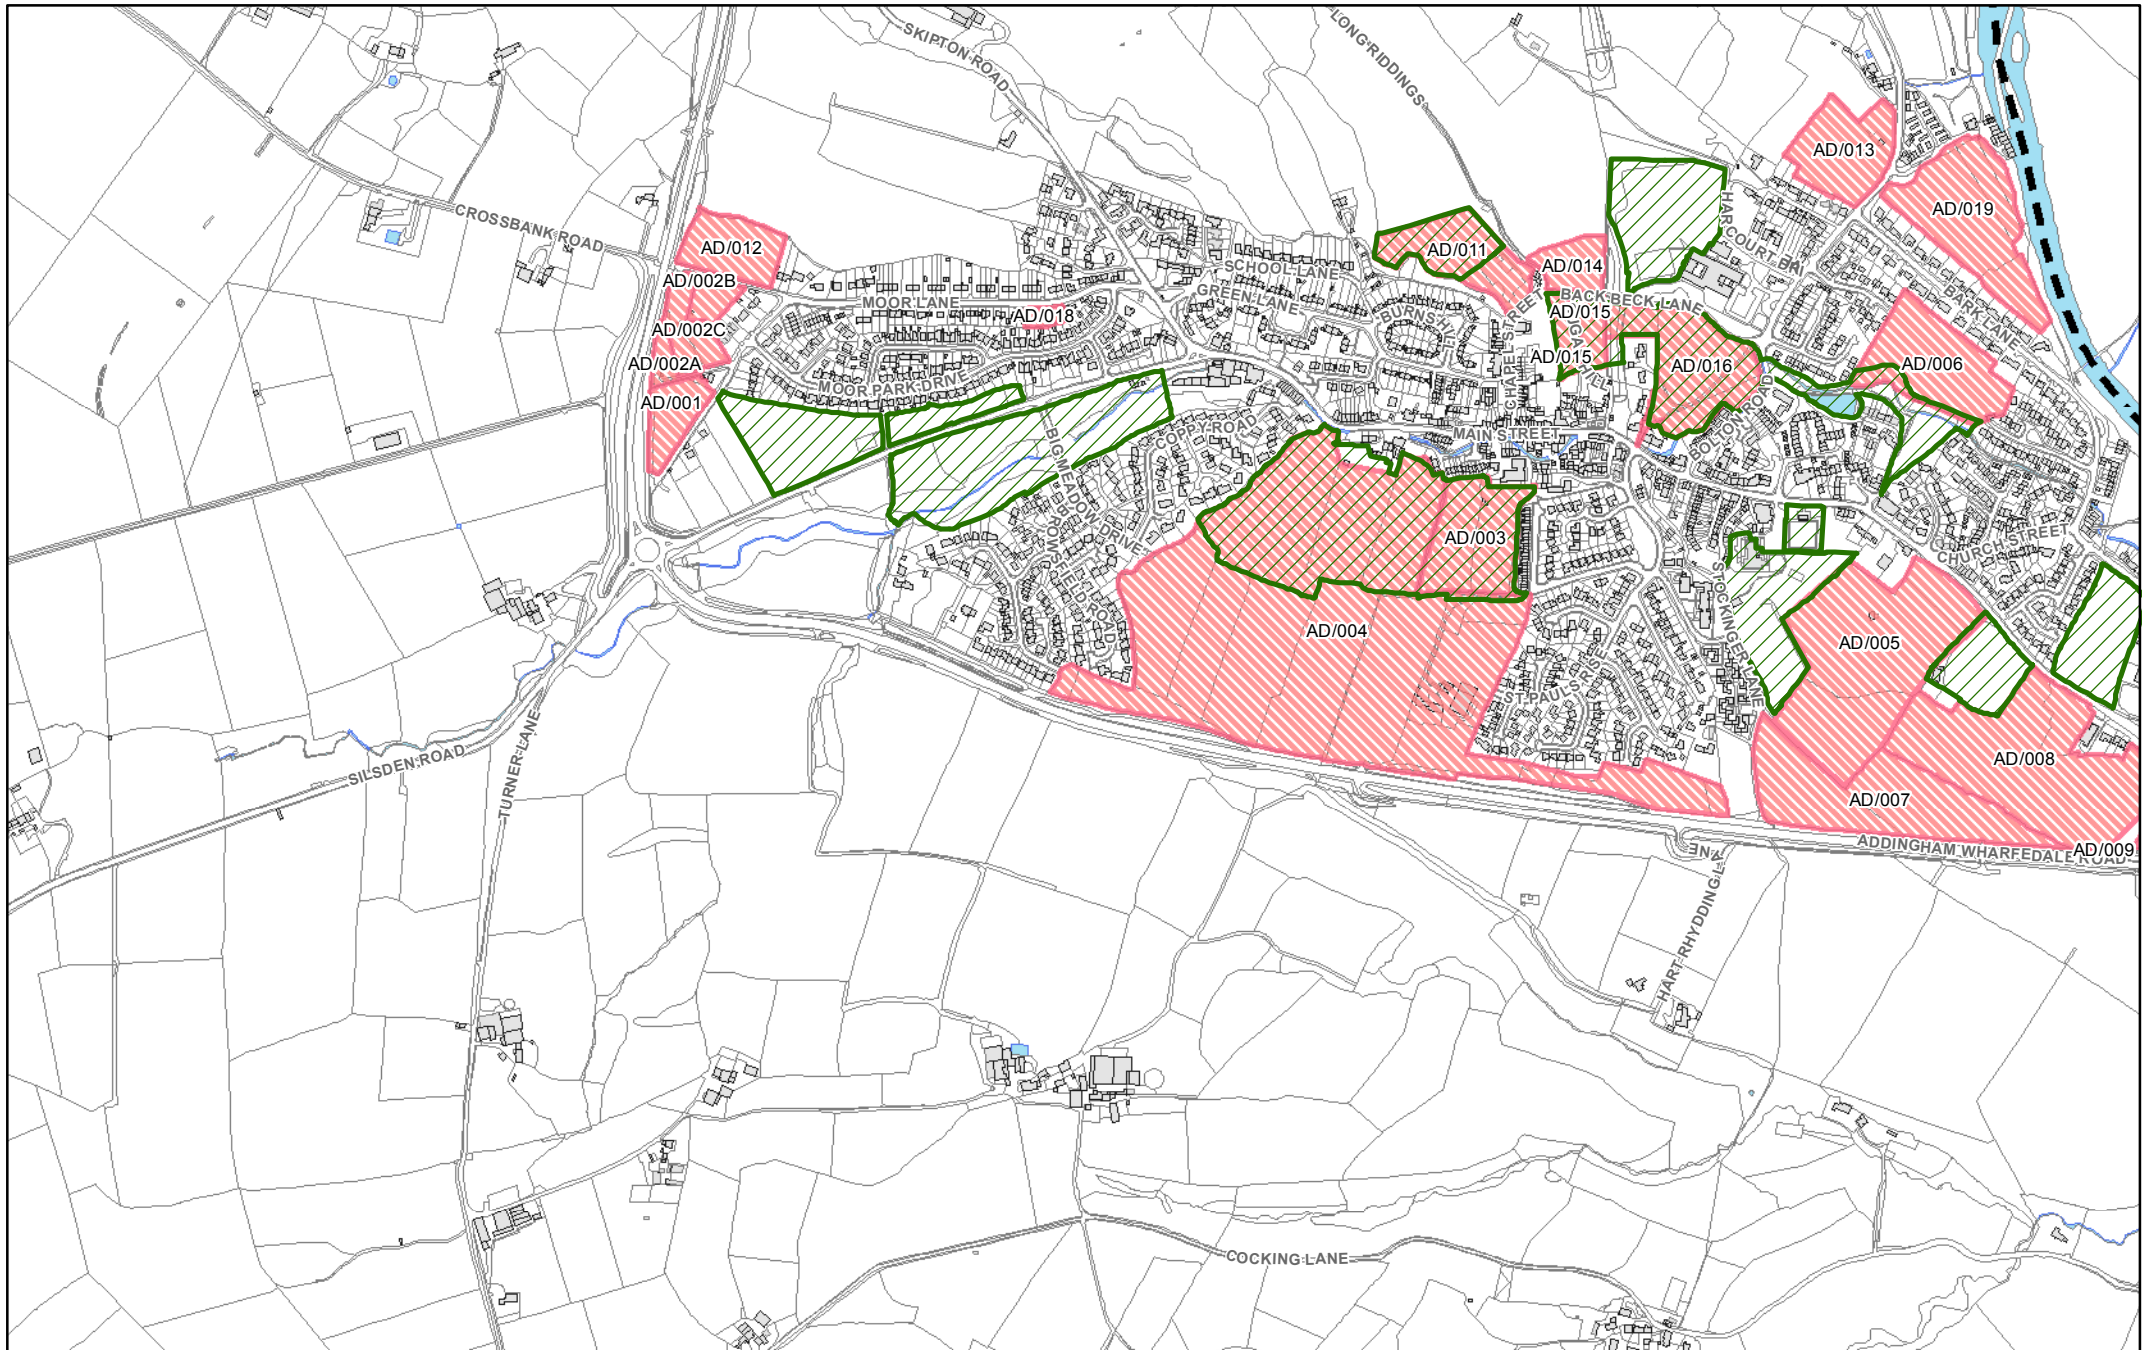 SKIPTON ROAD
LONG RIDDINGS
AD/013
CROSSBANK ROAD
AD/012
AD/019
HARCOURT DRI
AD/011
AD/014
SCHOOL LANE
AD/002B
GREEN LANE
BACK BECK LANE
MOOR LANE
AD/018
AD/015
BARK LANE
BURNS HILL
CHAPEL STREET
AD/002C
AD/015
AD/002A
AD/016
AD/006
MOOR PARK DRIVE
AD/001
BOLTON ROAD
COPPY ROAD
MAIN STREET
BIG MEADOW DRIVE
AD/003
CHURCH STREET
ROWSFIELD ROAD
STOCKINGER LANE
AD/004
AD/005
ST PAULS RISE
SILSDEN ROAD
TURNER LANE
AD/008
AD/007
ADDINGHAM WHARFEDALE ROAD
AD/009
HART RHYDDING LANE
COCKING LANE